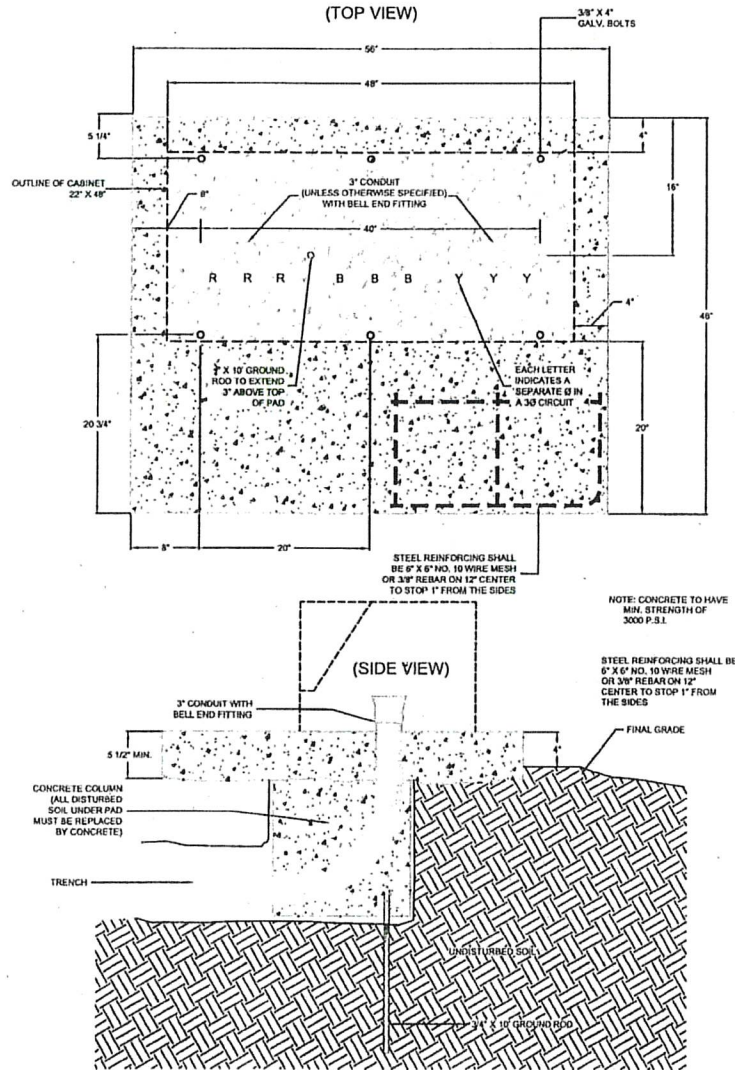 (TOP VIEW)
3/8" X 4"
GALV. BOLTS
56"
48"
5 1/4"
4"
OUTLINE OF CABINET
22" X 48"
8"
3" CONDUIT
(UNLESS OTHERWISE SPECIFIED)
WITH BELL END FITTING
16"
40"
R R R B B B Y Y Y
4"
46"
X 10' GROUND
ROD TO EXTEND
3" ABOVE TOP
OF PAD
EACH LETTER
INDICATES A
SEPARATE Ø IN
A 3Ø CIRCUIT
20 3/4"
20"
8"
20"
STEEL REINFORCING SHALL
BE 6" X 6" NO. 10 WIRE MESH
OR 3/8" REBAR ON 12" CENTER
TO STOP 1" FROM THE SIDES
NOTE: CONCRETE TO HAVE
MIN. STRENGTH OF
3000 P.S.I.
(SIDE VIEW)
STEEL REINFORCING SHALL BE
6" X 6" NO. 10 WIRE MESH
OR 3/8" REBAR ON 12"
CENTER TO STOP 1" FROM
THE SIDES
3" CONDUIT WITH
BELL END FITTING
FINAL GRADE
5 1/2" MIN.
4"
CONCRETE COLUMN
(ALL DISTURBED
SOIL UNDER PAD
MUST BE REPLACED
BY CONCRETE)
TRENCH
UNDISTURBED SOIL
3/4" X 10' GROUND ROD